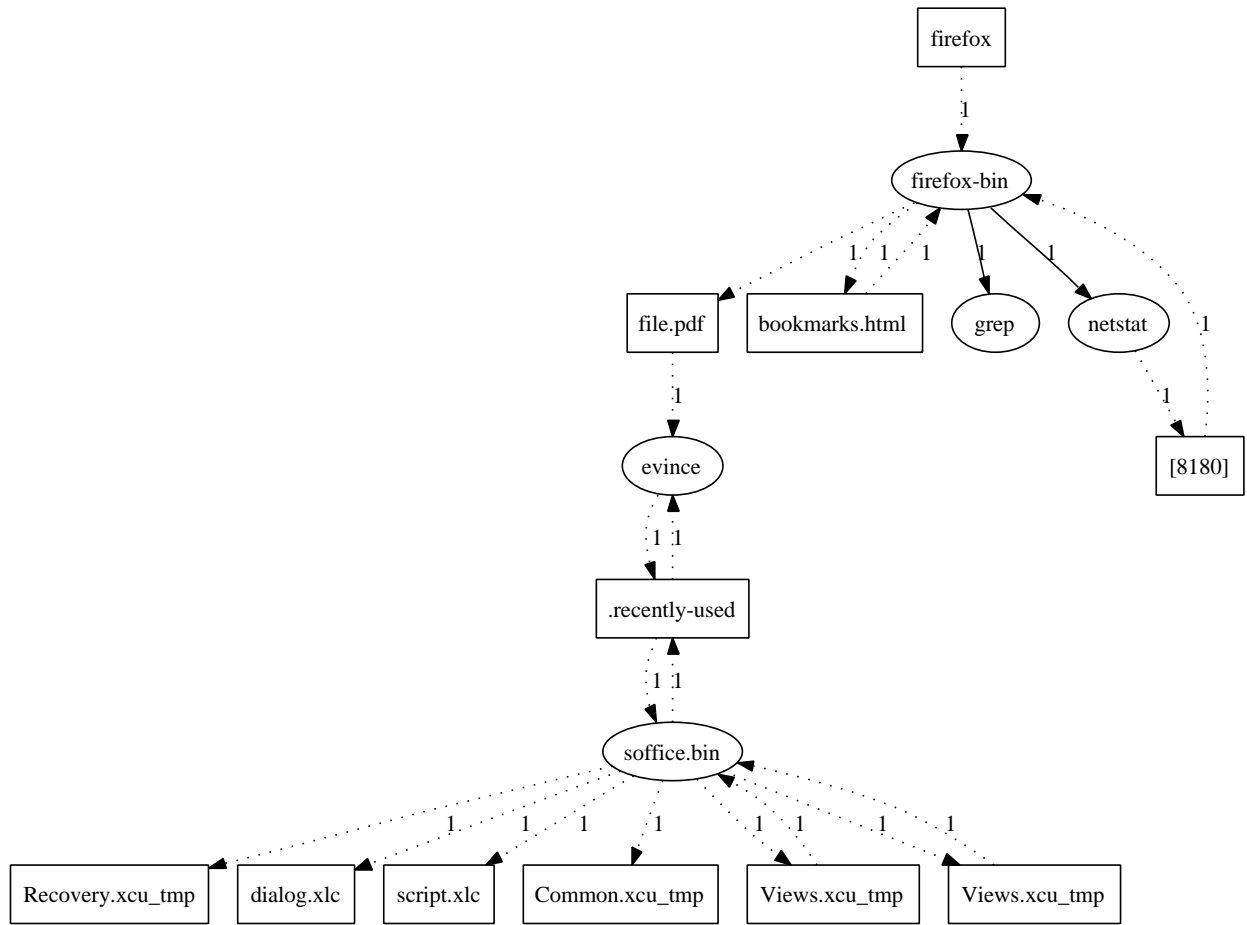 firefox
1
firefox-bin
1 1 1 1 1
file.pdf bookmarks.html grep netstat 1
1 1
evince [8180]
1 1
.recently-used
1 1
soffice.bin
1 1 1 1 1 1 1 1
Recovery.xcu_tmp dialog.xlc script.xlc Common.xcu_tmp Views.xcu_tmp Views.xcu_tmp